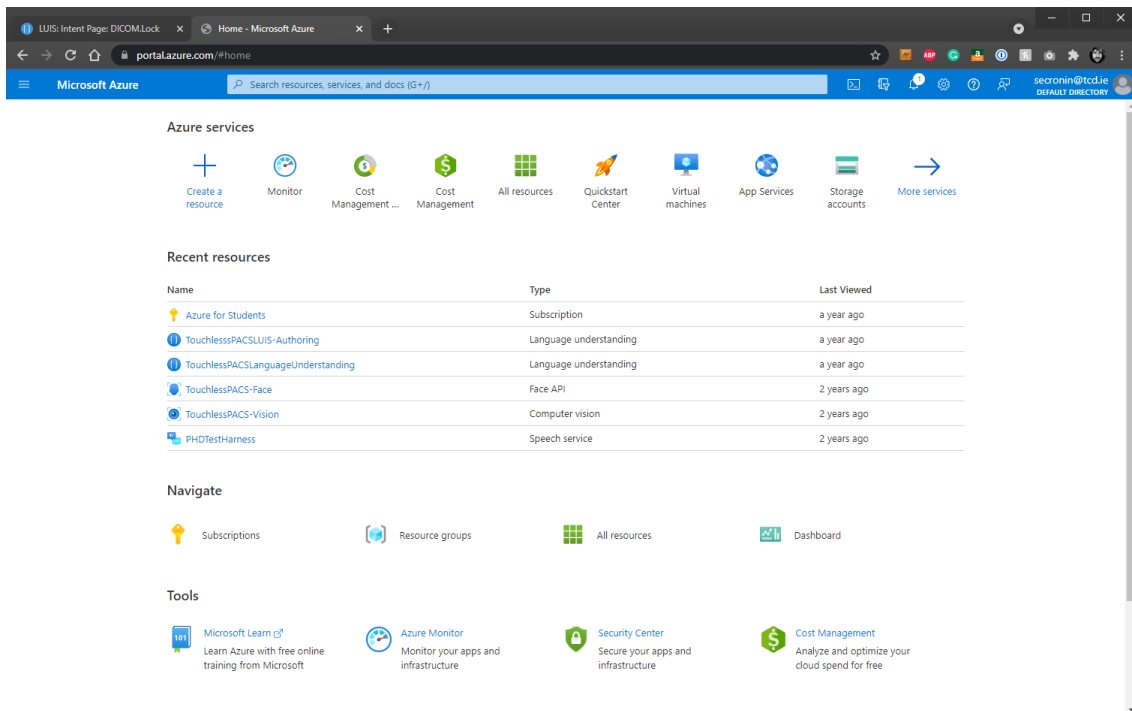 LUIS: Intent Page: DICOM.Lock
Home - Microsoft Azure
portal.azure.com/#home
ABP
Microsoft Azure
Search resources, services, and docs (G+/)
1
secronin@tcd.ie
DEFAULT DIRECTORY
Azure services
Create a
resource
Monitor
Cost
Management ...
Cost
Management
All resources
Quickstart
Center
Virtual
machines
App Services
Storage
accounts
More services
Recent resources
Name Type Last Viewed
Azure for Students Subscription a year ago
TouchlesssPACSLUIS-Authoring Language understanding a year ago
TouchlessPACSLanguageUnderstanding Language understanding a year ago
TouchlessPACS-Face Face API 2 years ago
TouchlessPACS-Vision Computer vision 2 years ago
PHDTestHarness Speech service 2 years ago
Navigate
Subscriptions Resource groups All resources Dashboard
Tools
101
Microsoft Learn
Learn Azure with free online
training from Microsoft
Azure Monitor
Monitor your apps and
infrastructure
Security Center
Secure your apps and
infrastructure
Cost Management
Analyze and optimize your
cloud spend for free